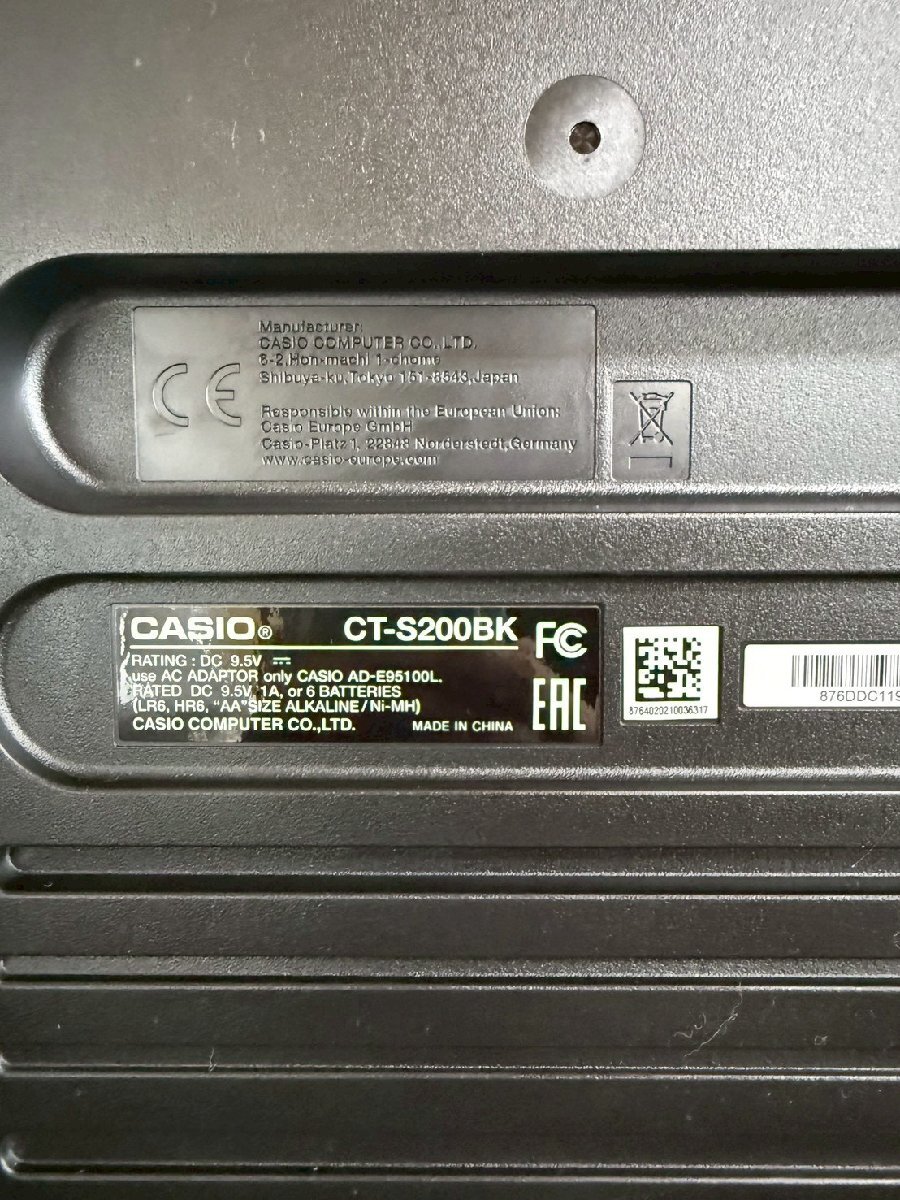 Manufacturer:
CASIO COMPUTER CO.,LTD.
6-2,Hon-machi 1-chome
Shibuya-ku,Tokyo 151-8543,Japan
Responsible within the European Union:
Casio Europe GmbH
Casio-Platz 1, 22848 Norderstedt,Germany
www.casio-europe.com
CE
CASIO® CT-S200BK
FC
RATING : DC 9.5V ⎓
use AC ADAPTOR only CASIO AD-E95100L.
RATED DC 9.5V, 1A, or 6 BATTERIES
(LR6, HR6, "AA" SIZE ALKALINE / Ni-MH)
CASIO COMPUTER CO.,LTD. MADE IN CHINA
EAC
8764020210036317
876DDC119